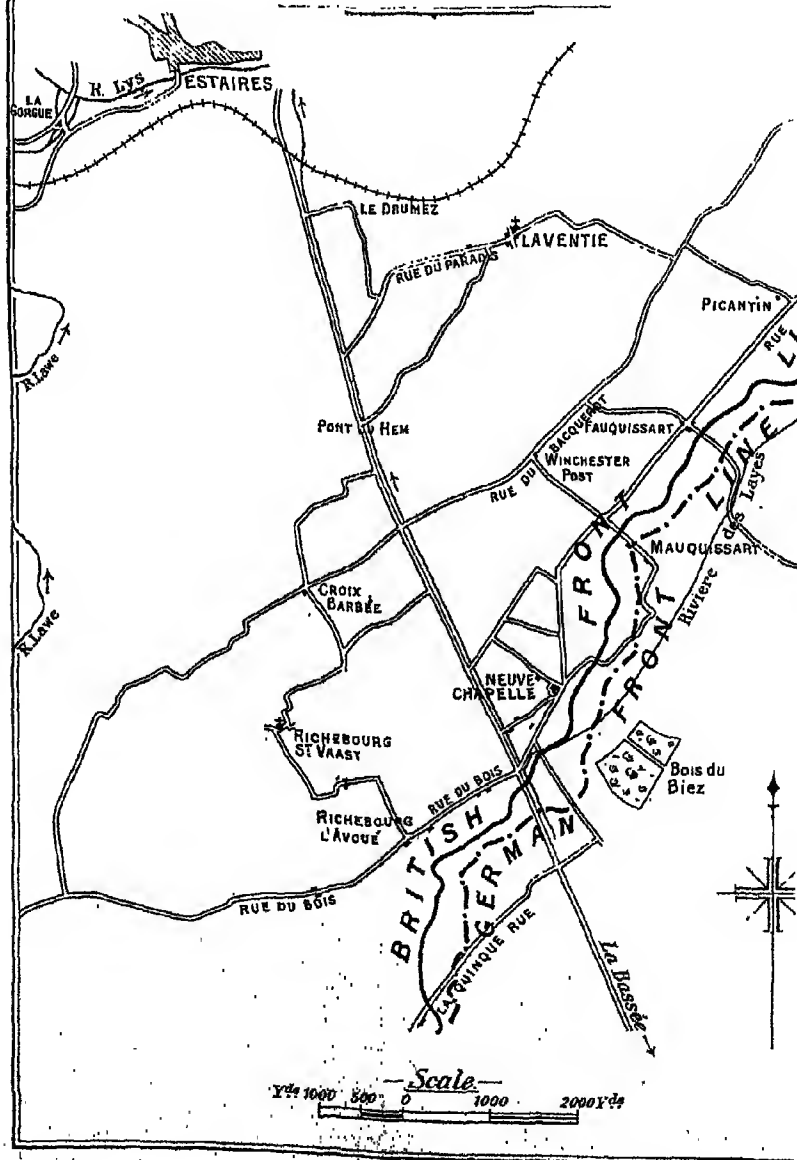 R. LYS
ESTAIRES
LA
GORGUE
LE DRUMEZ
LAVENTIE
RUE DU PARADIS
PICANTIN
RUE
R. Lawe
PONT DU HEM
RUE DU BACQUEROT
FAUQUISSART
WINCHESTER
POST
MAUQUISSART
Riviere des Layes
CROIX
BARBÉE
R. Lawe
NEUVE
CHAPELLE
RICHEBOURG
ST VAAST
Bois du
Biez
RUE DU BOIS
RICHEBOURG
L'AVOUÉ
RUE DU BOIS
BRITISH FRONT LI
GERMAN FRONT LINE
LA QUINQUE RUE
La Bassée
Scale
Yds 1000 500 0 1000 2000 Yds